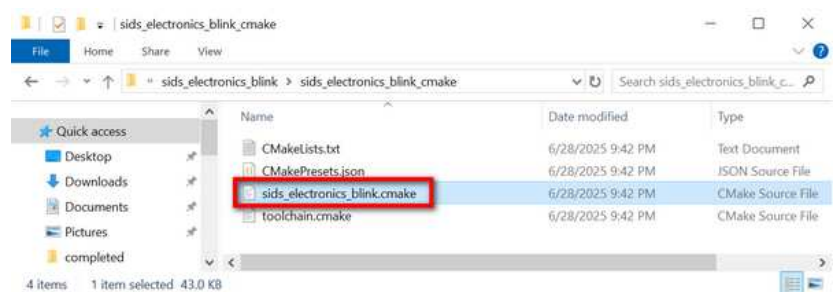 sids_electronics_blink_cmake
File Home Share View
« sids_electronics_blink > sids_electronics_blink_cmake Search sids_electronics_blink_c...
Name Date modified Type
Quick access
Desktop
Downloads
Documents
Pictures
completed
CMakeLists.txt 6/28/2025 9:42 PM Text Document
CMakePresets.json 6/28/2025 9:42 PM JSON Source File
sids_electronics_blink.cmake 6/28/2025 9:42 PM CMake Source File
toolchain.cmake 6/28/2025 9:42 PM CMake Source File
4 items 1 item selected 43.0 KB